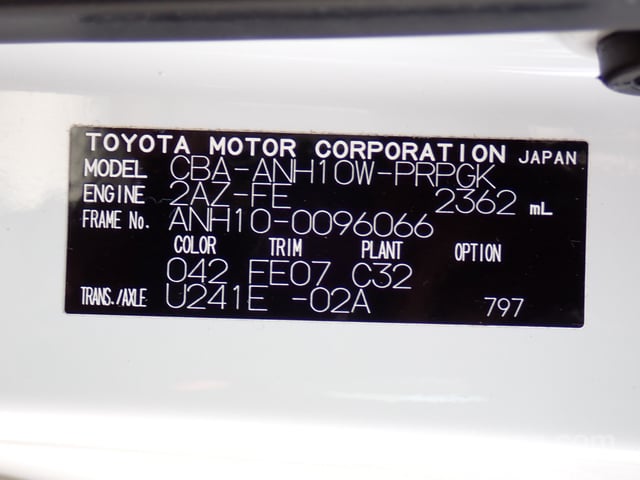 TOYOTA MOTOR CORPORATION JAPAN
MODEL CBA-ANH10W-PRPGK
ENGINE 2AZ-FE 2362 mL
FRAME No. ANH10-0096066
COLOR TRIM PLANT OPTION
042 FE07 C32
TRANS./AXLE U241E -02A 797